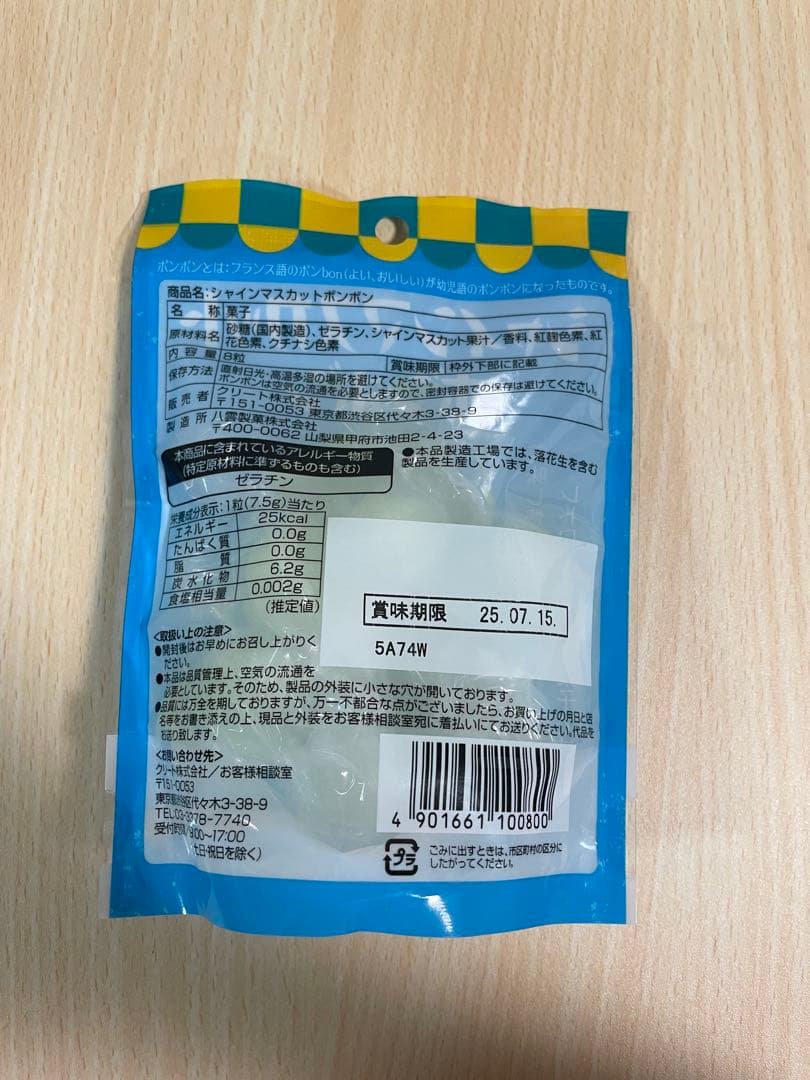 ボンボンとは:フランス語のボンbon(よい、おいしい)が幼児語のボンボンになったものです。
商品名:シャインマスカットボンボン
名 称 菓子
原材料名 砂糖(国内製造)、ゼラチン、シャインマスカット果汁/香料、紅麹色素、紅
花色素、クチナシ色素
内容量 8粒 賞味期限 枠外下部に記載
保存方法 直射日光・高温多湿の場所を避けてください。
ボンボンは空気の流通を必要としますので、密封容器での保存は避けてください。
販売者 クリート株式会社
〒151-0053 東京都渋谷区代々木3-38-9
製造所 八雲製菓株式会社
〒400-0062 山梨県甲府市池田2-4-23
本商品に含まれているアレルギー物質
(特定原材料に準ずるものも含む)
ゼラチン
●本品製造工場では、落花生を含む
製品を生産しています。
栄養成分表示:1粒(7.5g)当たり
エネルギー 25kcal
たんぱく質 0.0g
脂質 0.0g
炭水化物 6.2g
食塩相当量 0.002g
(推定値)
賞味期限 25.07.15.
5A74W
<取扱い上の注意>
●開封後はお早めにお召し上がりく
ださい。
●本品は品質管理上、空気の流通を
必要としています。そのため、製品の外装に小さな穴が開いております。
●品質には万全を期しておりますが、万一不都合な点がございましたら、お買い上げの月日と店
名等をお書き添えの上、現品と外装をお客様相談室宛に着払いにてお送りください。代品を
お送り致します。
<お問い合わせ先>
クリート株式会社/お客様相談室
〒151-0053
東京都渋谷区代々木3-38-9
TEL:03-3378-7740
受付時間/9:00~17:00
土日・祝日を除く)
4 901661 100800
プラ
ごみに出すときは、市区町村の区分に
したがってください。